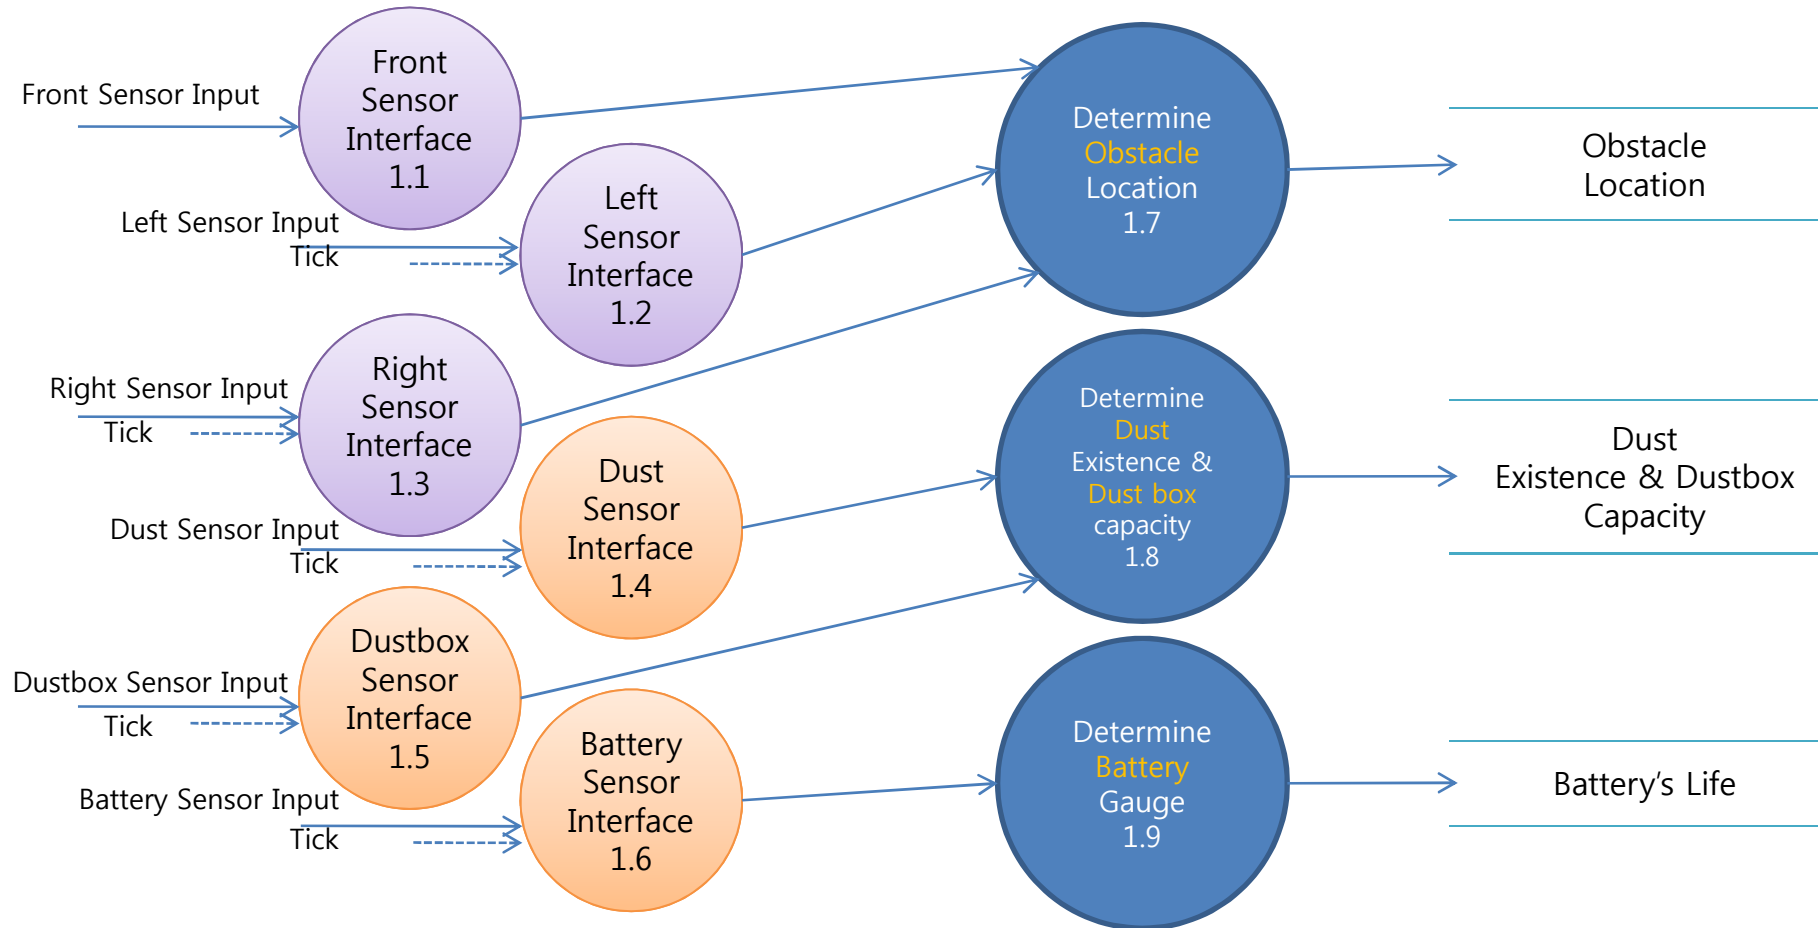 Front Sensor Input
Front
Sensor
Interface
1.1
Left Sensor Input
Tick
Left
Sensor
Interface
1.2
Right Sensor Input
Tick
Right
Sensor
Interface
1.3
Dust Sensor Input
Tick
Dust
Sensor
Interface
1.4
Dustbox Sensor Input
Tick
Dustbox
Sensor
Interface
1.5
Battery Sensor Input
Tick
Battery
Sensor
Interface
1.6
Determine
Obstacle
Location
1.7
Determine
Dust
Existence &
Dust box
capacity
1.8
Determine
Battery
Gauge
1.9
Obstacle
Location
Dust
Existence & Dustbox
Capacity
Battery’s Life